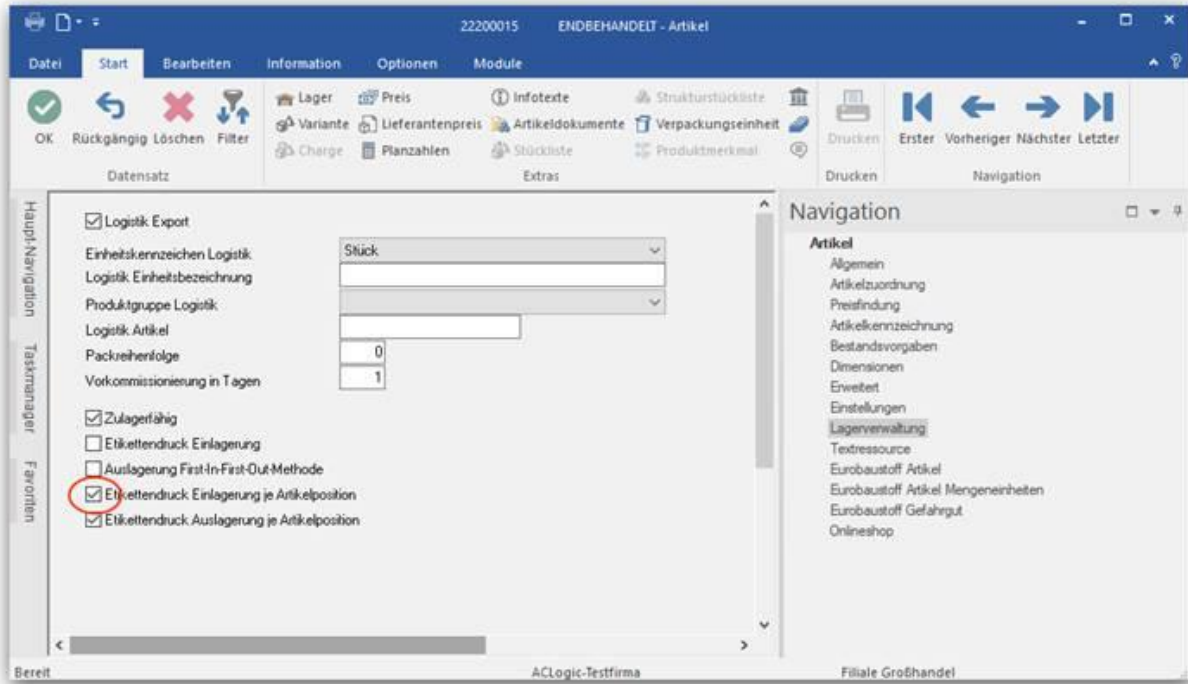 22200015 ENDBEHANDELT - Artikel
Datei Start Bearbeiten Information Optionen Module
OK Rückgängig Löschen Filter
Lager Preis Infotexte Strukturstückliste
Variante Lieferantenpreis Artikeldokumente Verpackungseinheit
Charge Planzahlen Stückliste Produktmerkmal
Drucken Erster Vorheriger Nächster Letzter
Datensatz Extras Drucken Navigation
Haupt-Navigation
Taskmanager
Favoriten
Logistik Export
Einheitskennzeichen Logistik Stück
Logistik Einheitsbezeichnung
Produktgruppe Logistik
Logistik Artikel
Packreihenfolge 0
Vorkommissionierung in Tagen 1
Zulagerfähig
Etikettendruck Einlagerung
Auslagerung First-In-First-Out-Methode
Etikettendruck Einlagerung je Artikelposition
Etikettendruck Auslagerung je Artikelposition
Navigation
Artikel
Allgemein
Artikelzuordnung
Preisfindung
Artikelkennzeichnung
Bestandsvorgaben
Dimensionen
Erweitert
Einstellungen
Lagerverwaltung
Textressource
Eurobaustoff Artikel
Eurobaustoff Artikel Mengeneinheiten
Eurobaustoff Gefahrgut
Onlineshop
Bereit ACLogic-Testfirma Filiale Großhandel